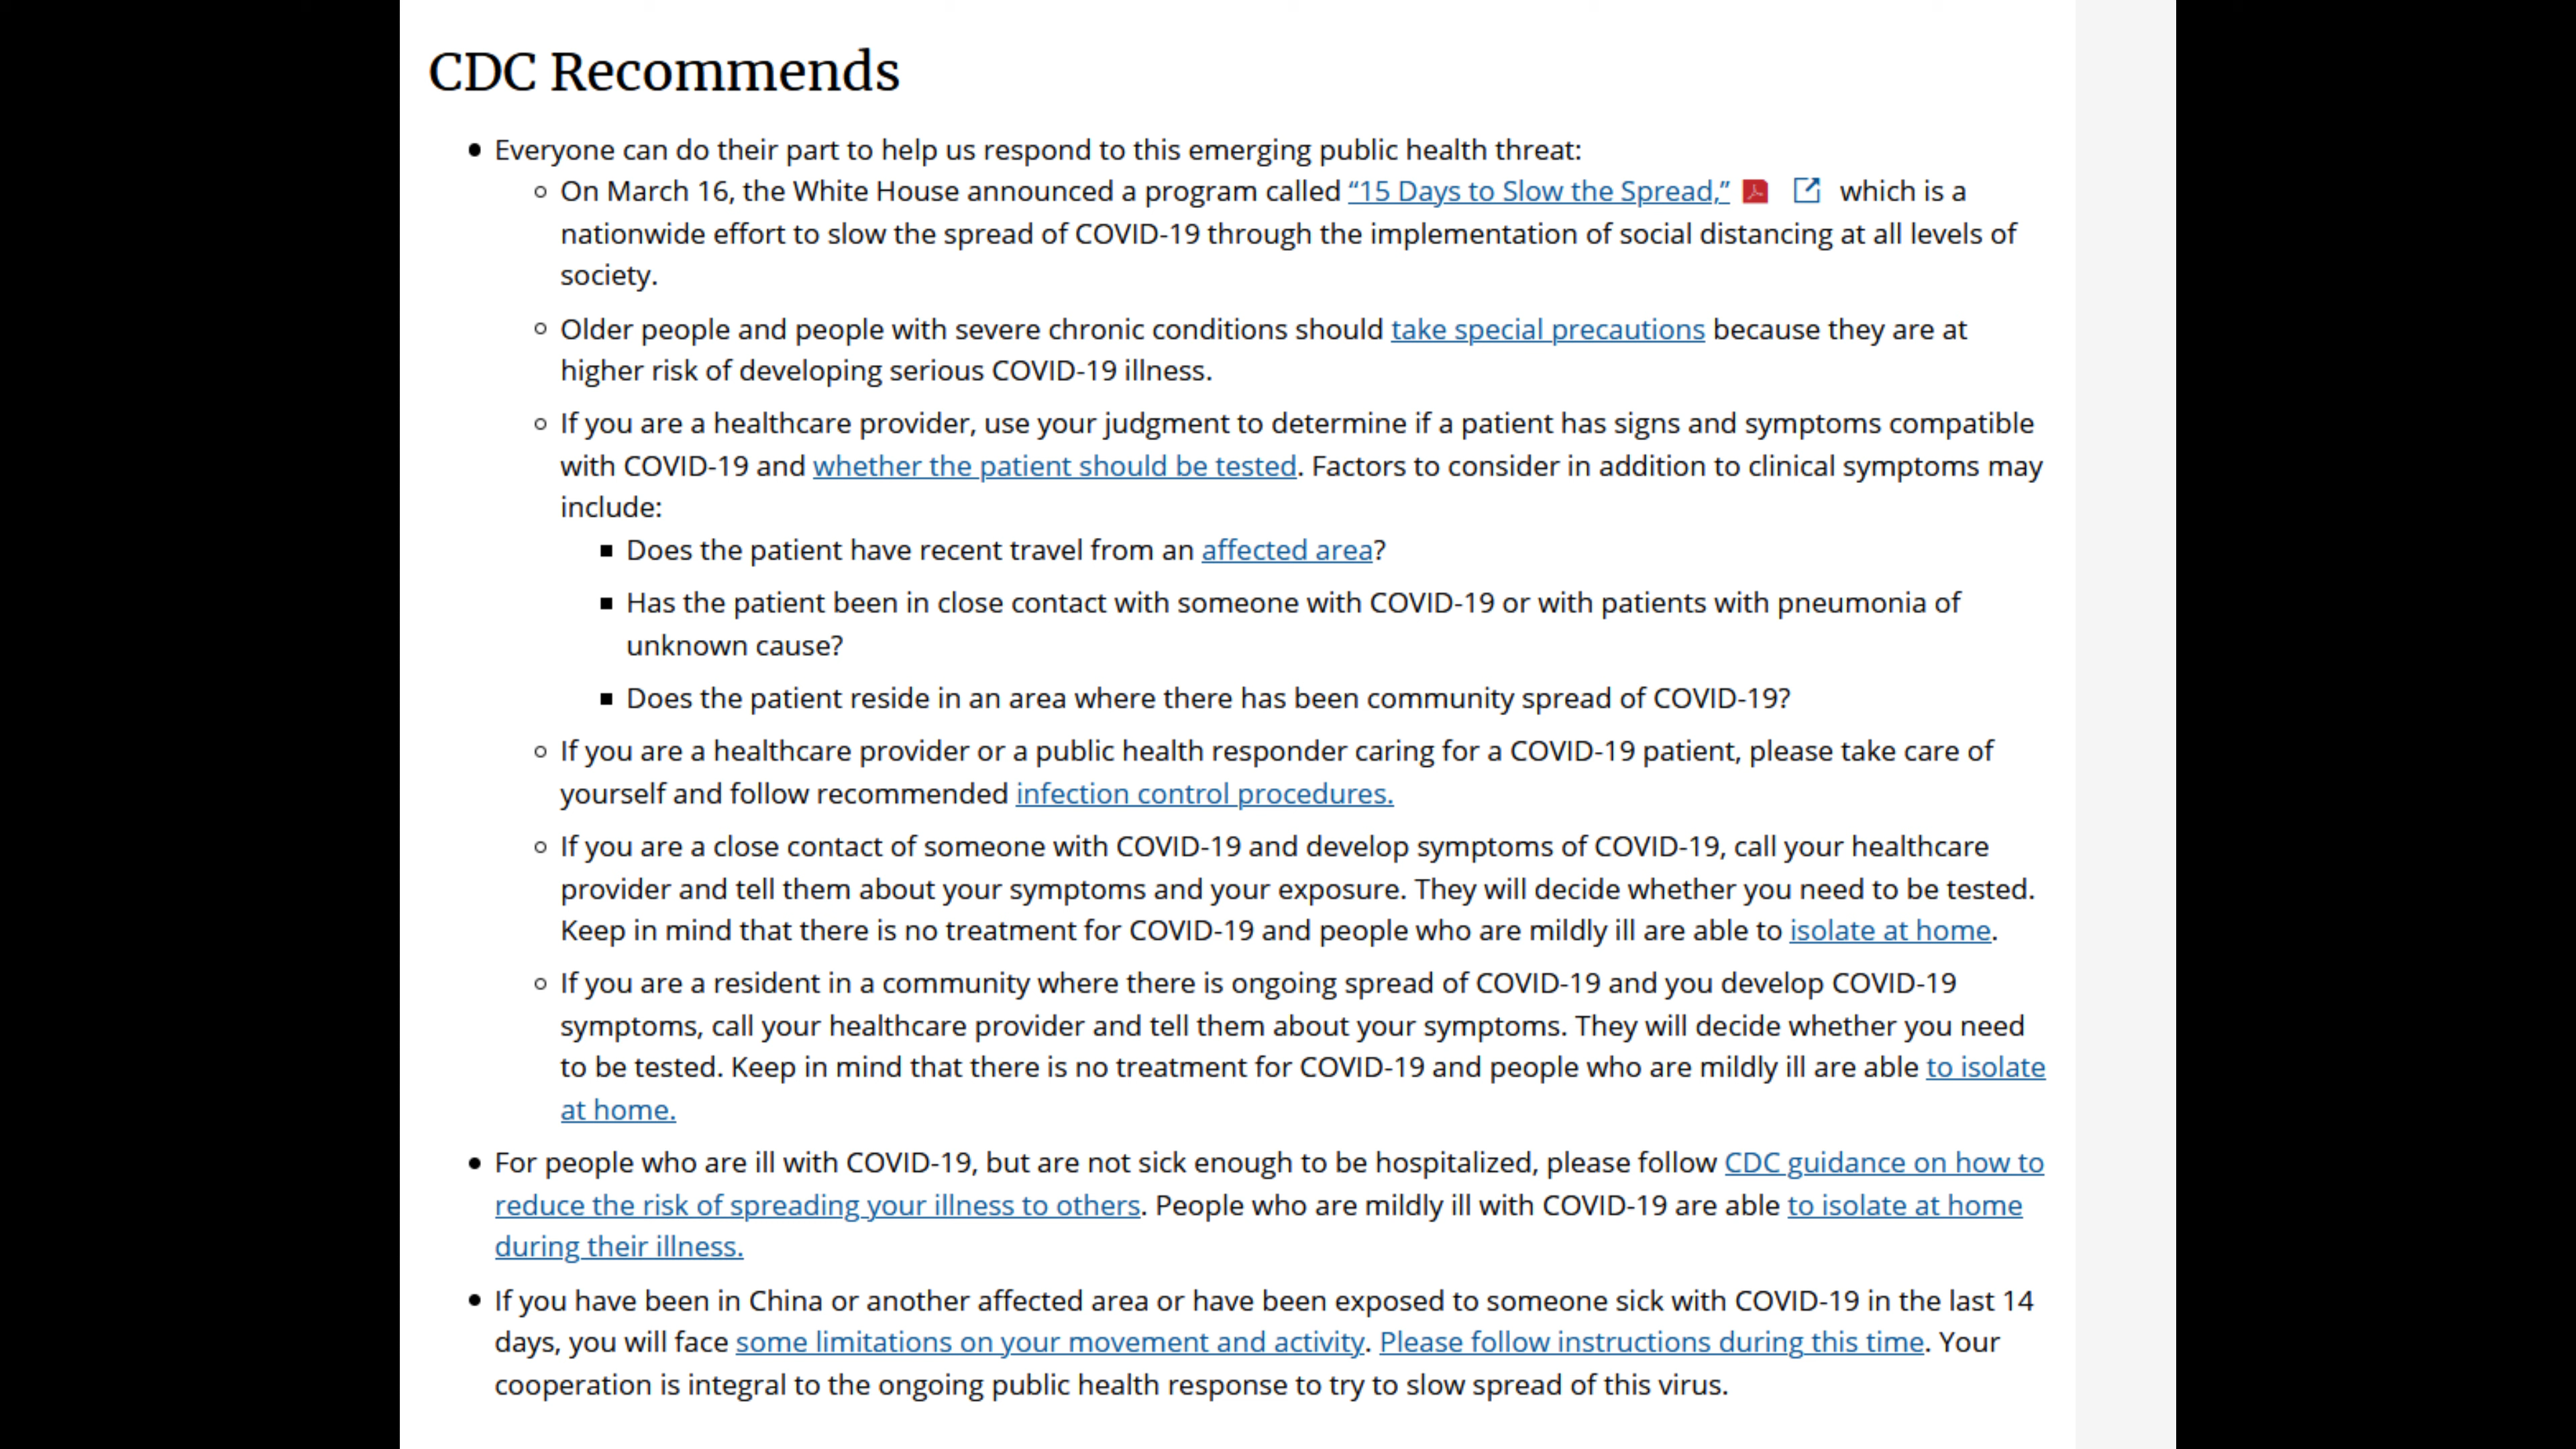 CDC Recommends
Everyone can do their part to help us respond to this emerging public health threat:
On March 16, the White House announced a program called “15 Days to Slow the Spread,” which is a
nationwide effort to slow the spread of COVID-19 through the implementation of social distancing at all levels of
society.
Older people and people with severe chronic conditions should take special precautions because they are at
higher risk of developing serious COVID-19 illness.
If you are a healthcare provider, use your judgment to determine if a patient has signs and symptoms compatible
with COVID-19 and whether the patient should be tested. Factors to consider in addition to clinical symptoms may
include:
Does the patient have recent travel from an affected area?
Has the patient been in close contact with someone with COVID-19 or with patients with pneumonia of
unknown cause?
Does the patient reside in an area where there has been community spread of COVID-19?
If you are a healthcare provider or a public health responder caring for a COVID-19 patient, please take care of
yourself and follow recommended infection control procedures.
If you are a close contact of someone with COVID-19 and develop symptoms of COVID-19, call your healthcare
provider and tell them about your symptoms and your exposure. They will decide whether you need to be tested.
Keep in mind that there is no treatment for COVID-19 and people who are mildly ill are able to isolate at home.
If you are a resident in a community where there is ongoing spread of COVID-19 and you develop COVID-19
symptoms, call your healthcare provider and tell them about your symptoms. They will decide whether you need
to be tested. Keep in mind that there is no treatment for COVID-19 and people who are mildly ill are able to isolate
at home.
For people who are ill with COVID-19, but are not sick enough to be hospitalized, please follow CDC guidance on how to
reduce the risk of spreading your illness to others. People who are mildly ill with COVID-19 are able to isolate at home
during their illness.
If you have been in China or another affected area or have been exposed to someone sick with COVID-19 in the last 14
days, you will face some limitations on your movement and activity. Please follow instructions during this time. Your
cooperation is integral to the ongoing public health response to try to slow spread of this virus.